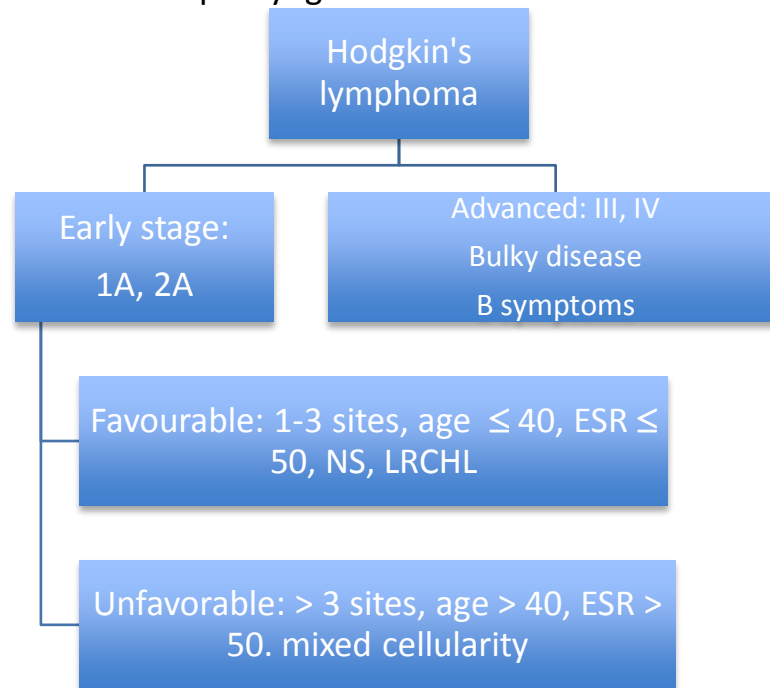 Hodgkin's
lymphoma
Early stage:
1A, 2A
Advanced: III, IV
Bulky disease
B symptoms
Favourable: 1-3 sites, age ≤ 40, ESR ≤
50, NS, LRCHL
Unfavorable: > 3 sites, age > 40, ESR >
50. mixed cellularity